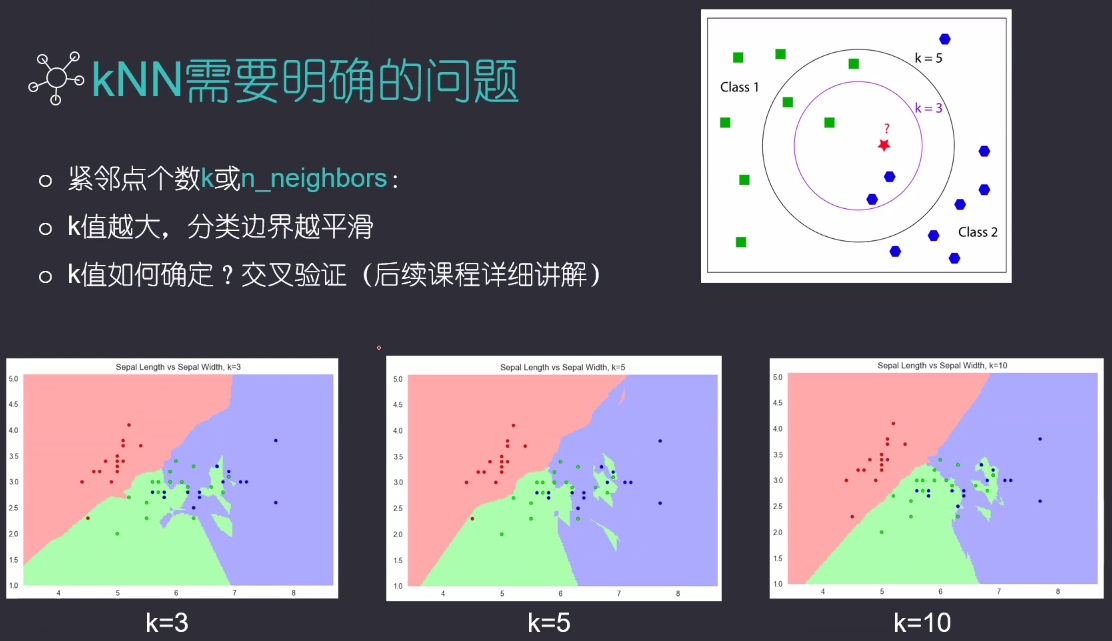 kNN需要明确的问题
紧邻点个数k或n_neighbors：
k值越大，分类边界越平滑
k值如何确定？交叉验证（后续课程详细讲解）
k = 5
Class 1
k = 3
?
Class 2
Sepal Length vs Sepal Width, k=3
5.0
4.5
4.0
3.5
3.0
2.5
2.0
1.5
1.0
4 5 6 7 8
k=3
Sepal Length vs Sepal Width, k=5
5.0
4.5
4.0
3.5
3.0
2.5
2.0
1.5
1.0
4 5 6 7 8
k=5
Sepal Length vs Sepal Width, k=10
5.0
4.5
4.0
3.5
3.0
2.5
2.0
1.5
1.0
4 5 6 7 8
k=10